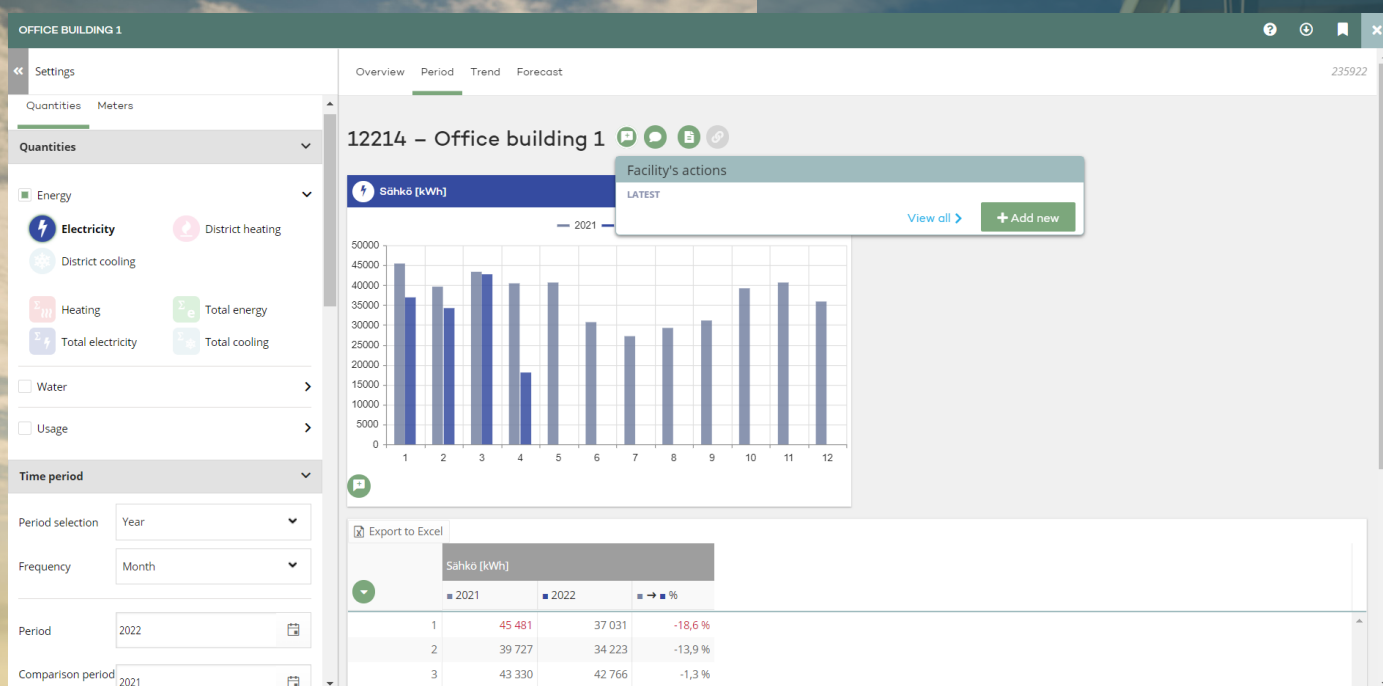 OFFICE BUILDING 1
Settings
Overview Period Trend Forecast
235922
Quantities Meters
Quantities
Energy
Electricity District heating
District cooling
Heating Total energy
Total electricity Total cooling
Water
Usage
Time period
Period selection Year
Frequency Month
Period 2022
Comparison period 2021
12214 – Office building 1
Facility's actions
LATEST
View all
Add new
Sähkö [kWh]
2021
50000
45000
40000
35000
30000
25000
20000
15000
10000
5000
0
1 2 3 4 5 6 7 8 9 10 11 12
Export to Excel
Sähkö [kWh]
2021 2022 → %
1 45 481 37 031 -18,6 %
2 39 727 34 223 -13,9 %
3 43 330 42 766 -1,3 %